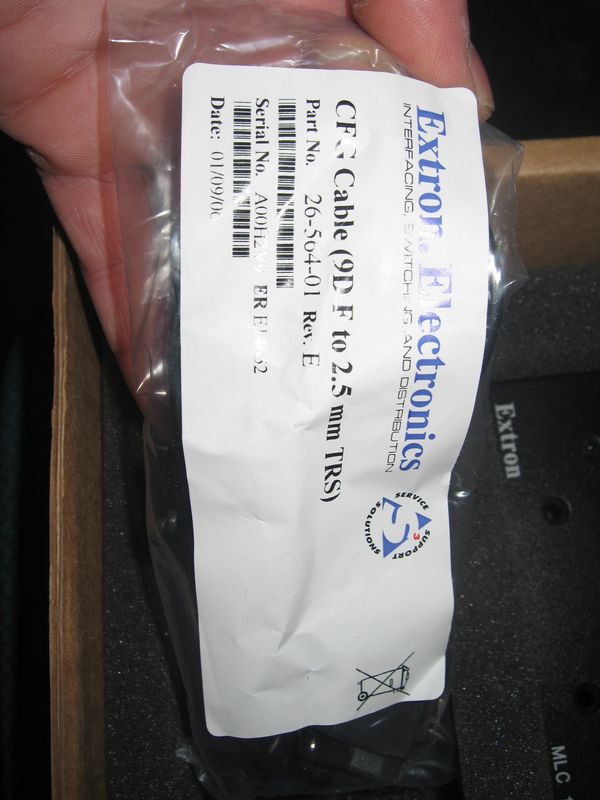 Extron® Electronics
INTERFACING, SWITCHING AND DISTRIBUTION
SERVICE SUPPORT SOLUTIONS
S3
CFG Cable (9D F to 2.5 mm TRS)
Part No. 26-564-01 Rev. E
Serial No.
Date: 01/09/06
Extron
MLC